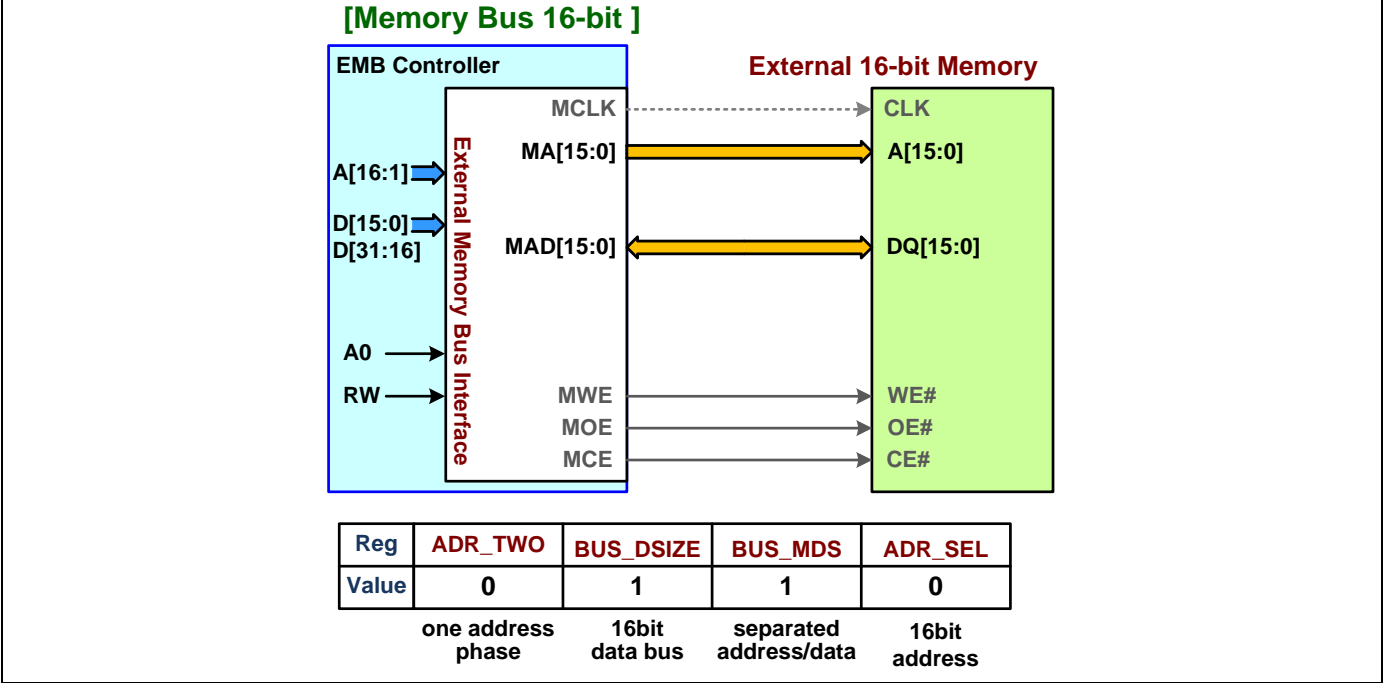 [Memory Bus 16-bit ]
EMB Controller
External 16-bit Memory
MCLK
CLK
MA[15:0]
A[15:0]
A[16:1]
D[15:0]
D[31:16]
MAD[15:0]
DQ[15:0]
External Memory Bus Interface
A0
RW
MWE
WE#
MOE
OE#
MCE
CE#
Reg ADR_TWO BUS_DSIZE BUS_MDS ADR_SEL
Value 0 1 1 0
one address
phase
16bit
data bus
separated
address/data
16bit
address